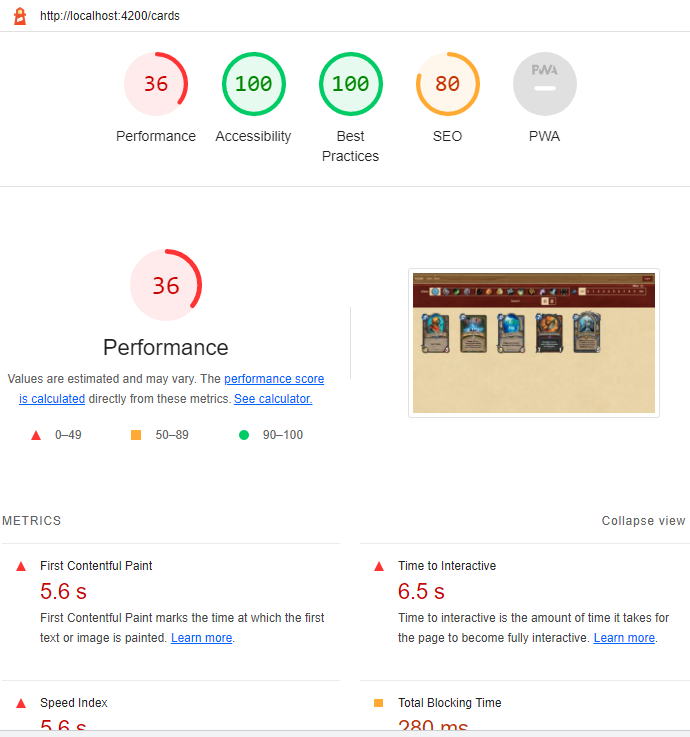 http://localhost:4200/cards
36
100
100
80
PWA
Performance
Accessibility
Best
Practices
SEO
PWA
36
Performance
Values are estimated and may vary. The performance score
is calculated directly from these metrics. See calculator.
0–49
50–89
90–100
METRICS
Collapse view
First Contentful Paint
5.6 s
First Contentful Paint marks the time at which the first
text or image is painted. Learn more.
Time to Interactive
6.5 s
Time to interactive is the amount of time it takes for
the page to become fully interactive. Learn more.
Speed Index
5.6 s
Total Blocking Time
280 ms